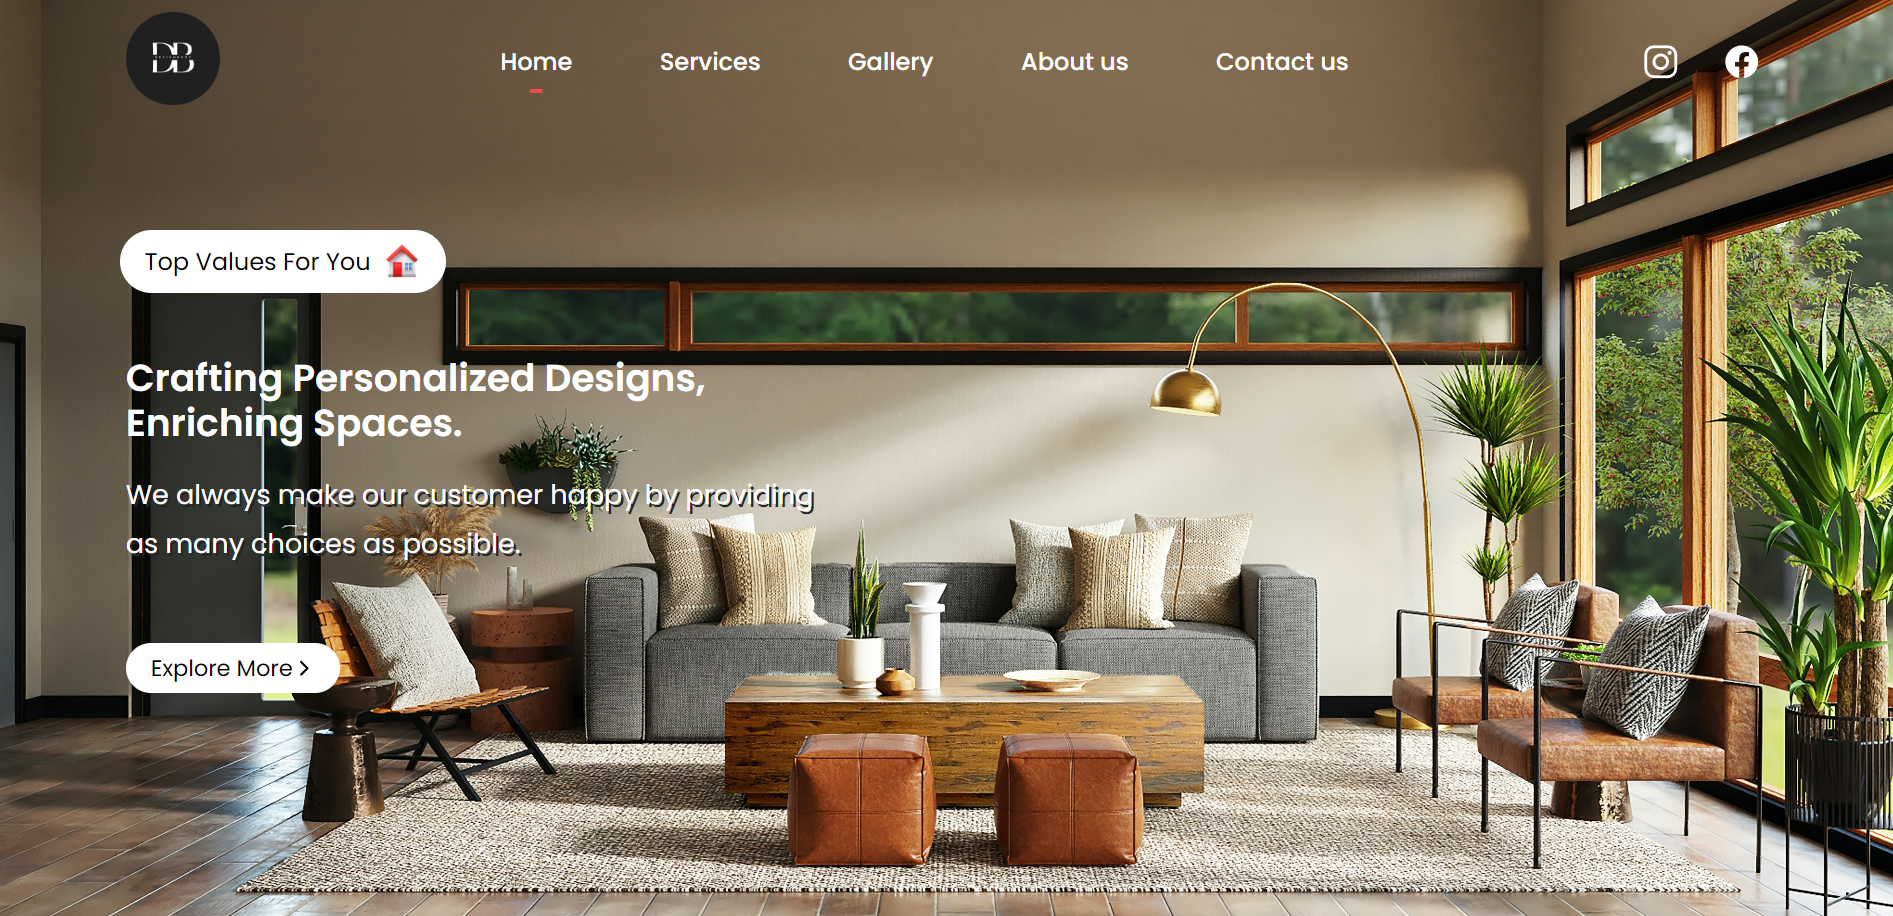 DB
Home
Services
Gallery
About us
Contact us
Top Values For You
Crafting Personalized Designs,
Enriching Spaces.
We always make our customer happy by providing
as many choices as possible.
Explore More